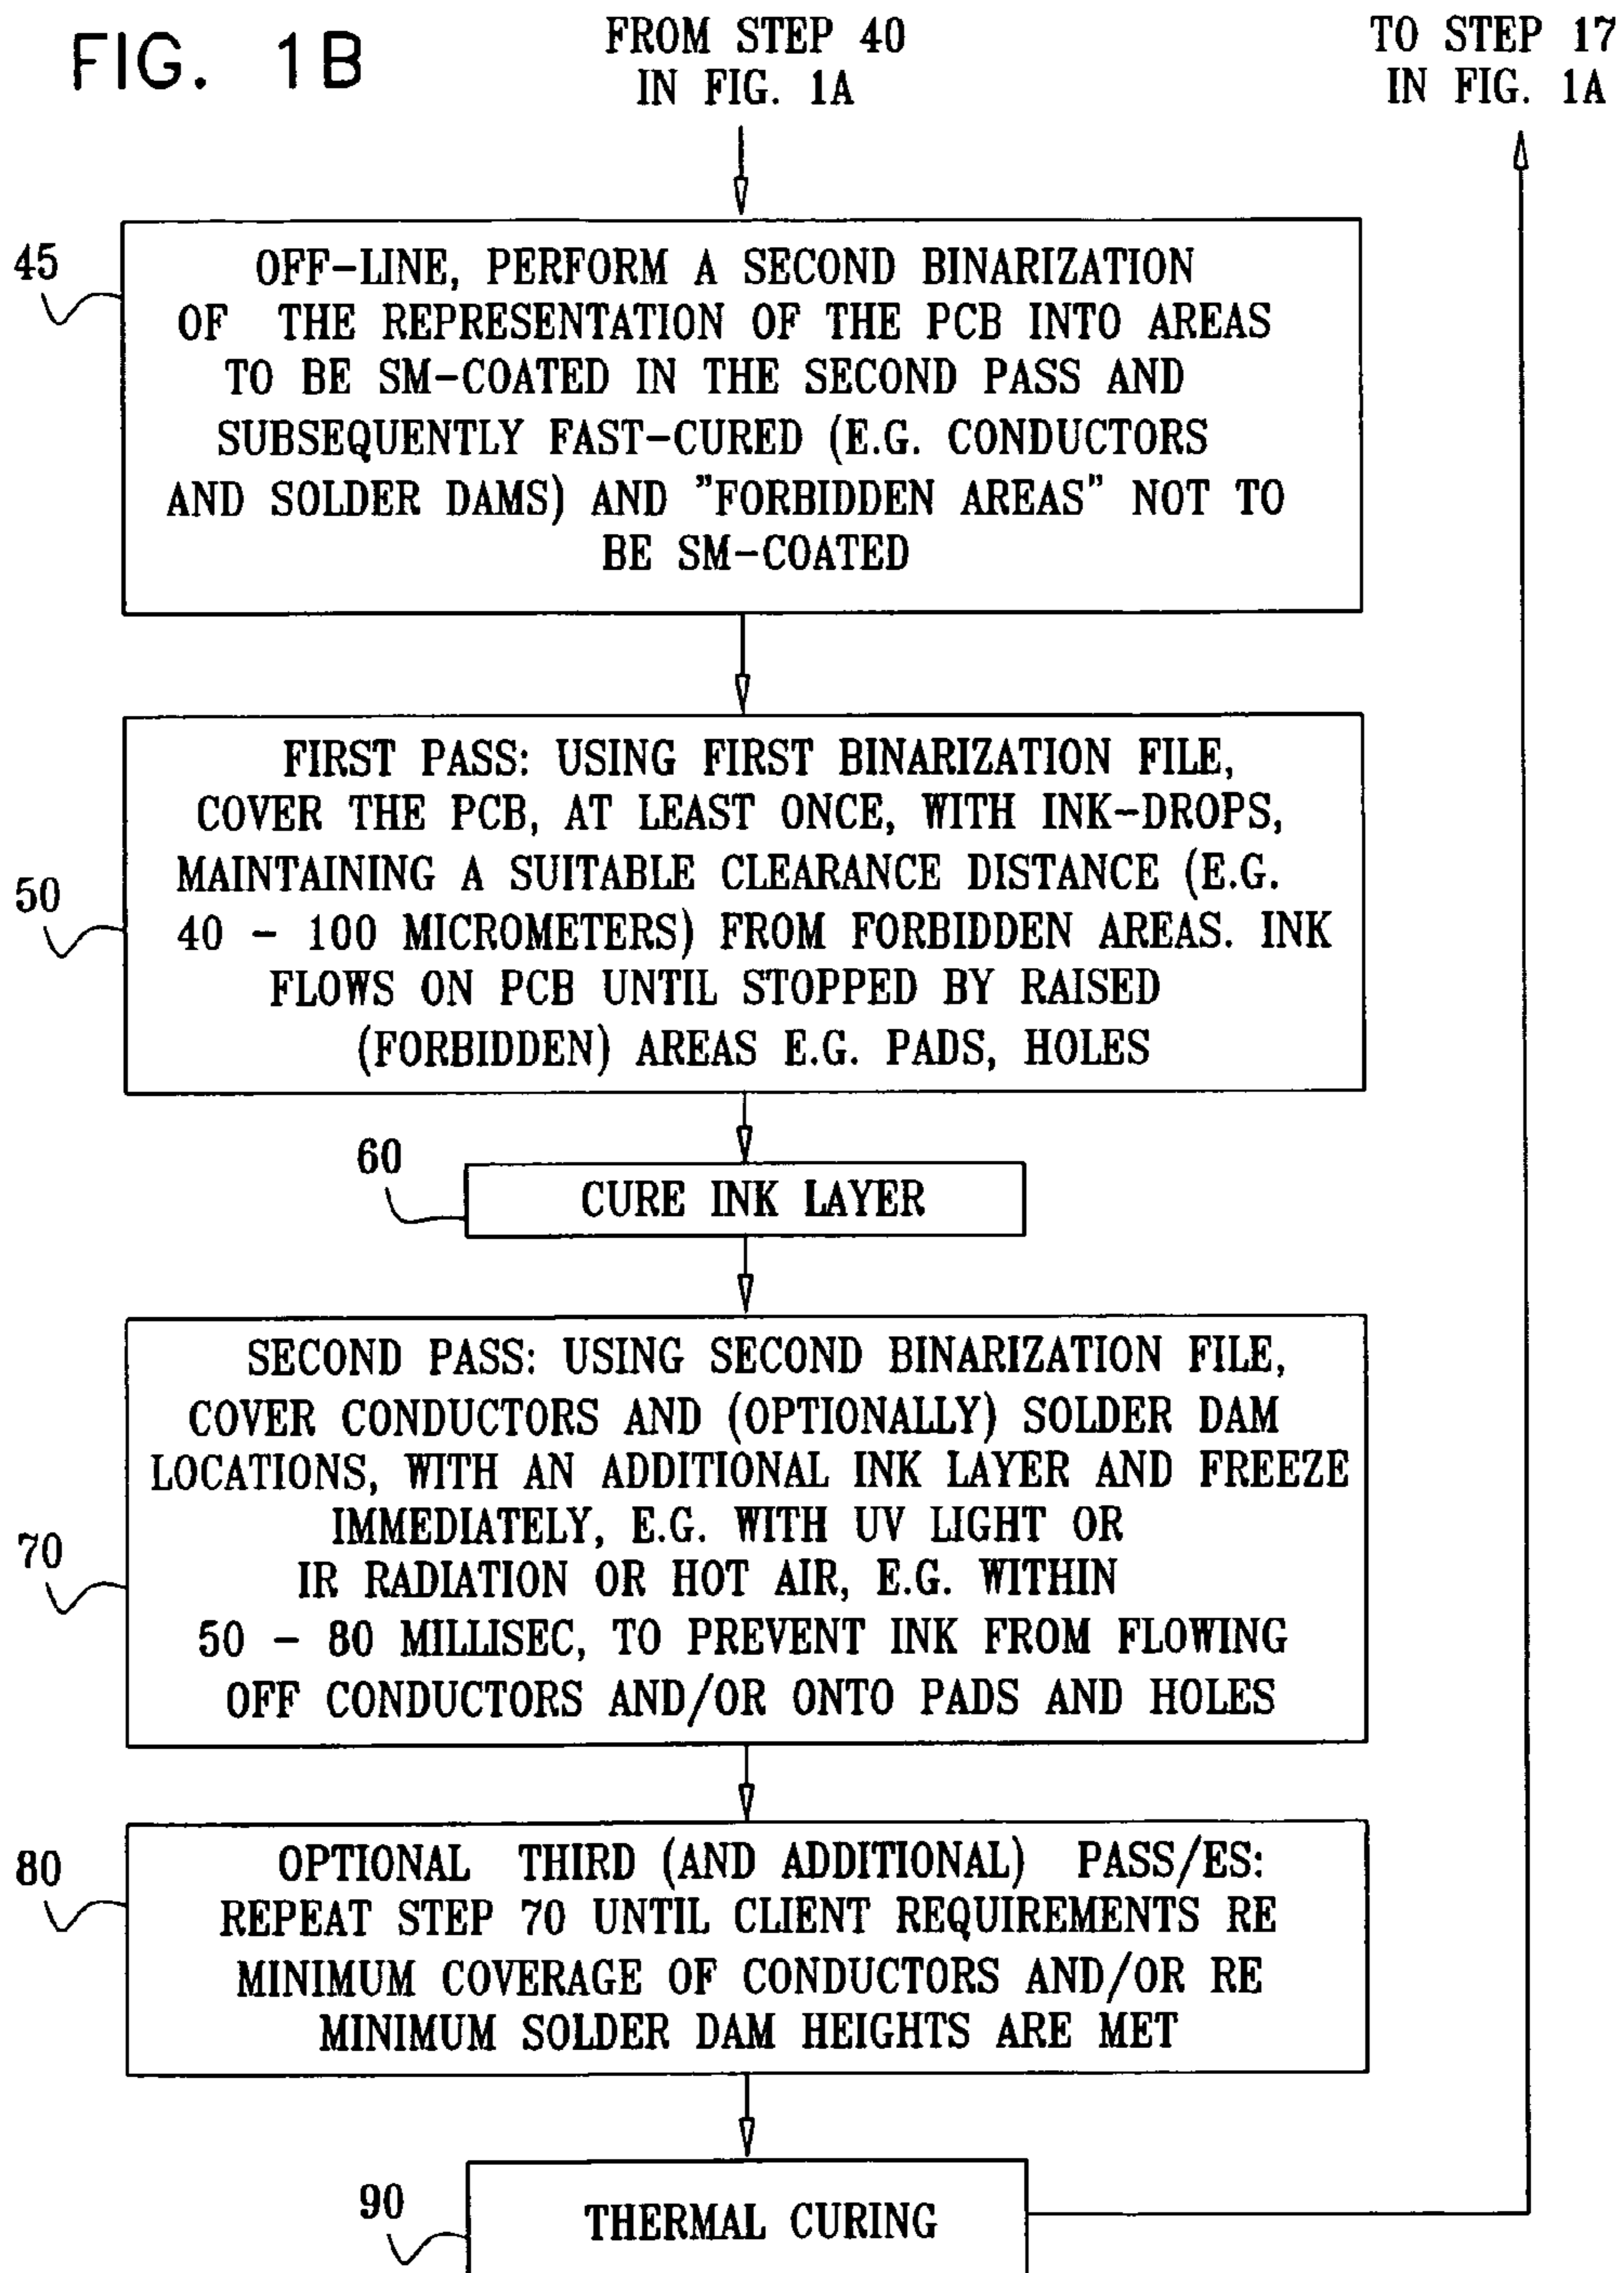 FIG. 1B
FROM STEP 40
IN FIG. 1A
TO STEP 17
IN FIG. 1A
45
OFF-LINE, PERFORM A SECOND BINARIZATION
OF THE REPRESENTATION OF THE PCB INTO AREAS
TO BE SM-COATED IN THE SECOND PASS AND
SUBSEQUENTLY FAST-CURED (E.G. CONDUCTORS
AND SOLDER DAMS) AND "FORBIDDEN AREAS" NOT TO
BE SM-COATED
50
FIRST PASS: USING FIRST BINARIZATION FILE,
COVER THE PCB, AT LEAST ONCE, WITH INK-DROPS,
MAINTAINING A SUITABLE CLEARANCE DISTANCE (E.G.
40 - 100 MICROMETERS) FROM FORBIDDEN AREAS. INK
FLOWS ON PCB UNTIL STOPPED BY RAISED
(FORBIDDEN) AREAS E.G. PADS, HOLES
60
CURE INK LAYER
70
SECOND PASS: USING SECOND BINARIZATION FILE,
COVER CONDUCTORS AND (OPTIONALLY) SOLDER DAM
LOCATIONS, WITH AN ADDITIONAL INK LAYER AND FREEZE
IMMEDIATELY, E.G. WITH UV LIGHT OR
IR RADIATION OR HOT AIR, E.G. WITHIN
50 - 80 MILLISEC, TO PREVENT INK FROM FLOWING
OFF CONDUCTORS AND/OR ONTO PADS AND HOLES
80
OPTIONAL THIRD (AND ADDITIONAL) PASS/ES:
REPEAT STEP 70 UNTIL CLIENT REQUIREMENTS RE
MINIMUM COVERAGE OF CONDUCTORS AND/OR RE
MINIMUM SOLDER DAM HEIGHTS ARE MET
90
THERMAL CURING